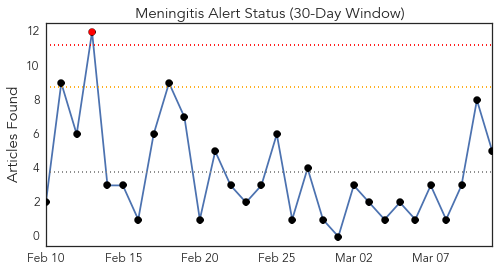 Meningitis Alert Status (30-Day Window)
Articles Found
12
10
8
6
4
2
0
Feb 10 Feb 15 Feb 20 Feb 25 Mar 02 Mar 07